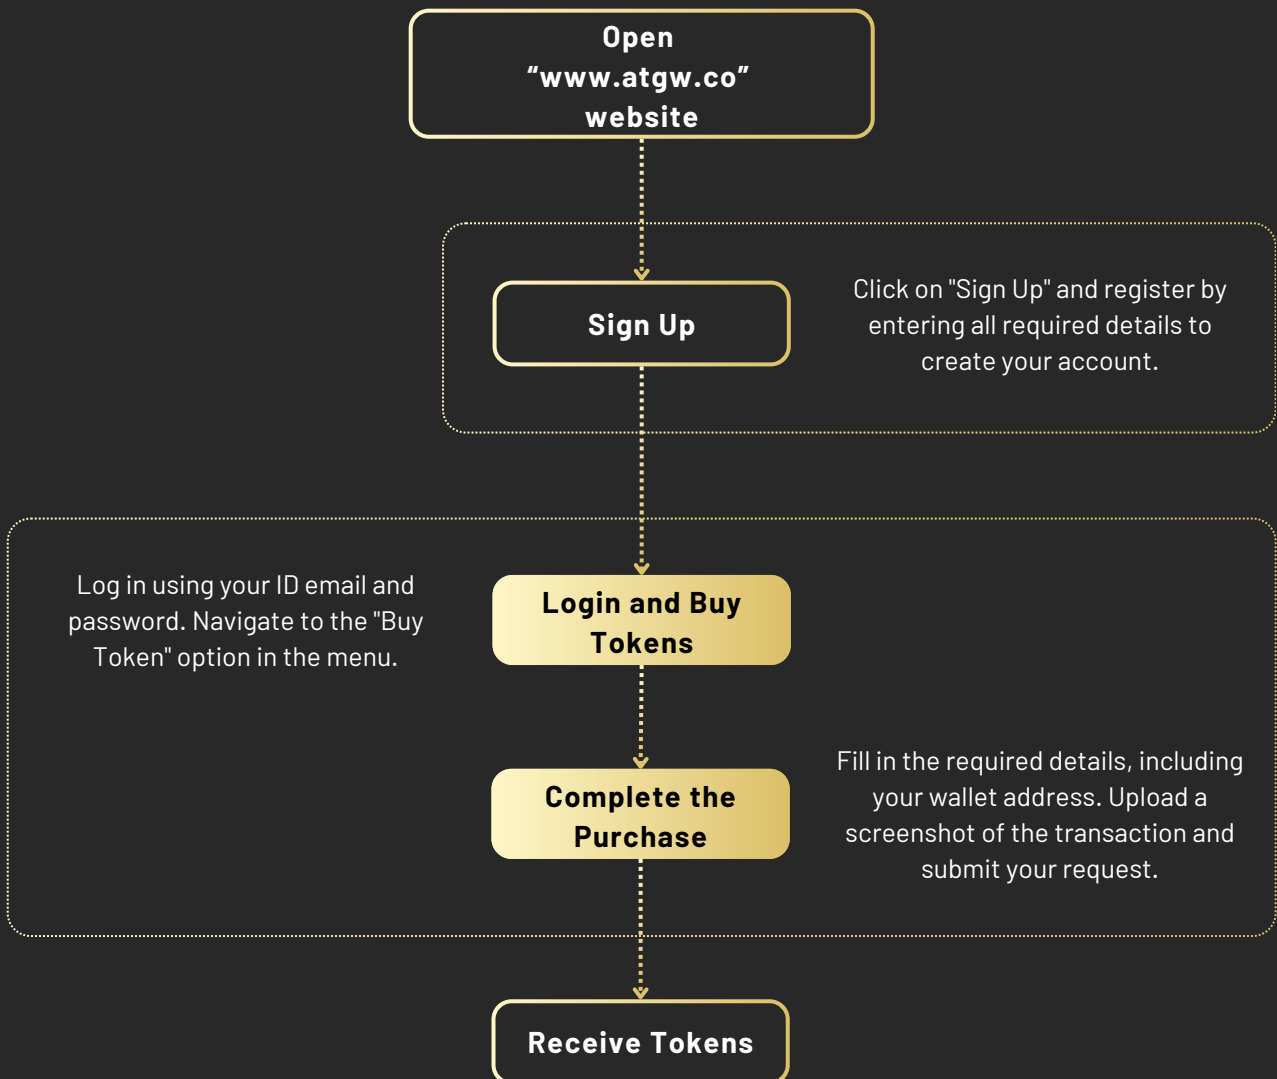 Open
“www.atgw.co”
website
Sign Up
Click on "Sign Up" and register by
entering all required details to
create your account.
Log in using your ID email and
password. Navigate to the "Buy
Token" option in the menu.
Login and Buy
Tokens
Complete the
Purchase
Fill in the required details, including
your wallet address. Upload a
screenshot of the transaction and
submit your request.
Receive Tokens